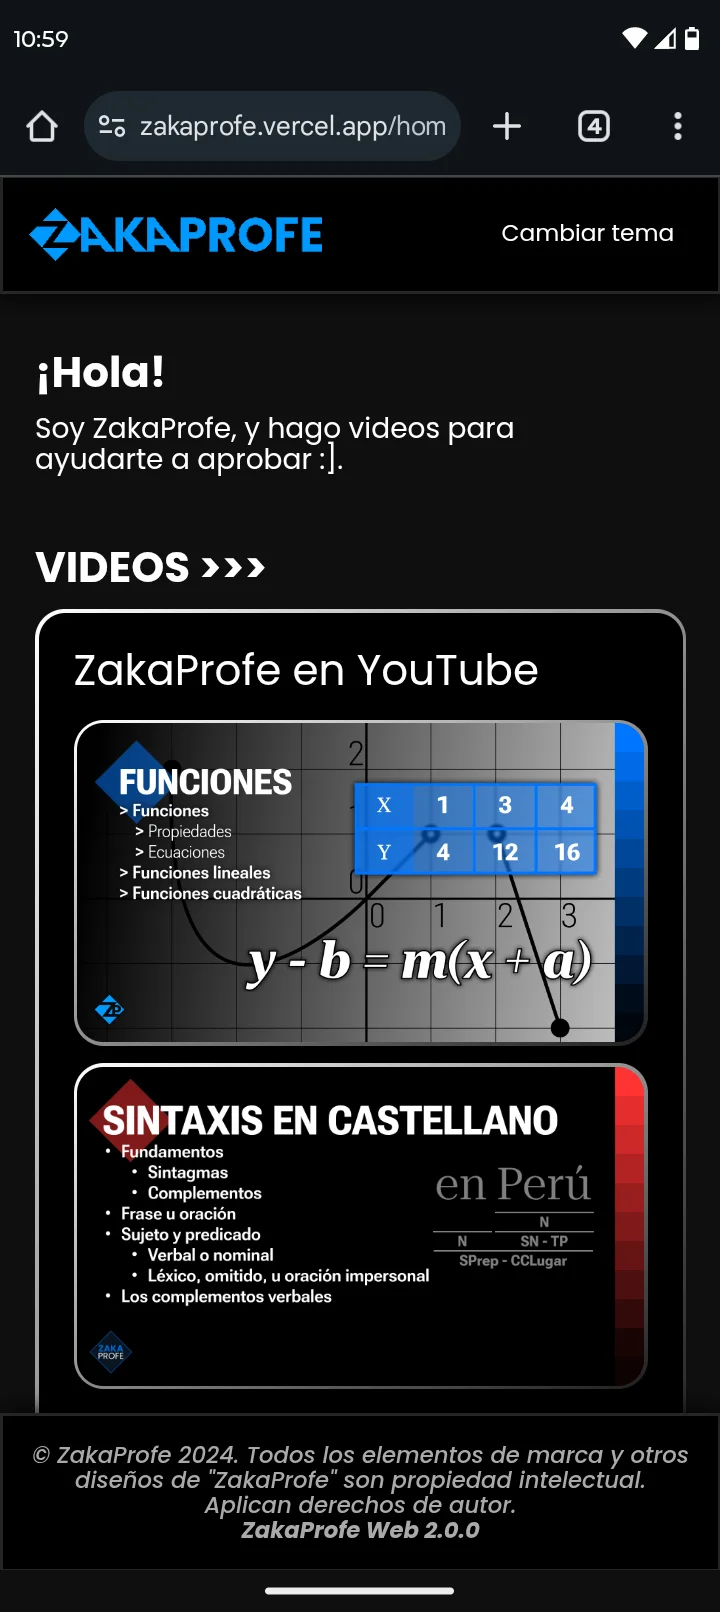 10:59
zakaprofe.vercel.app/hom
4
ZAKAPROFE
Cambiar tema
¡Hola!
Soy ZakaProfe, y hago videos para
ayudarte a aprobar :].
VIDEOS >>>
ZakaProfe en YouTube
FUNCIONES
> Funciones
> Propiedades
> Ecuaciones
> Funciones lineales
> Funciones cuadráticas
2
X 1 3 4
Y 4 12 16
0
0 1 2 3
y - b = m(x + a)
ZP
SINTAXIS EN CASTELLANO
• Fundamentos
• Sintagmas
• Complementos
• Frase u oración
• Sujeto y predicado
• Verbal o nominal
• Léxico, omitido, u oración impersonal
• Los complementos verbales
en Perú
N
N SN - TP
SPrep - CCLugar
ZAKA
PROFE
© ZakaProfe 2024. Todos los elementos de marca y otros
diseños de "ZakaProfe" son propiedad intelectual.
Aplican derechos de autor.
ZakaProfe Web 2.0.0